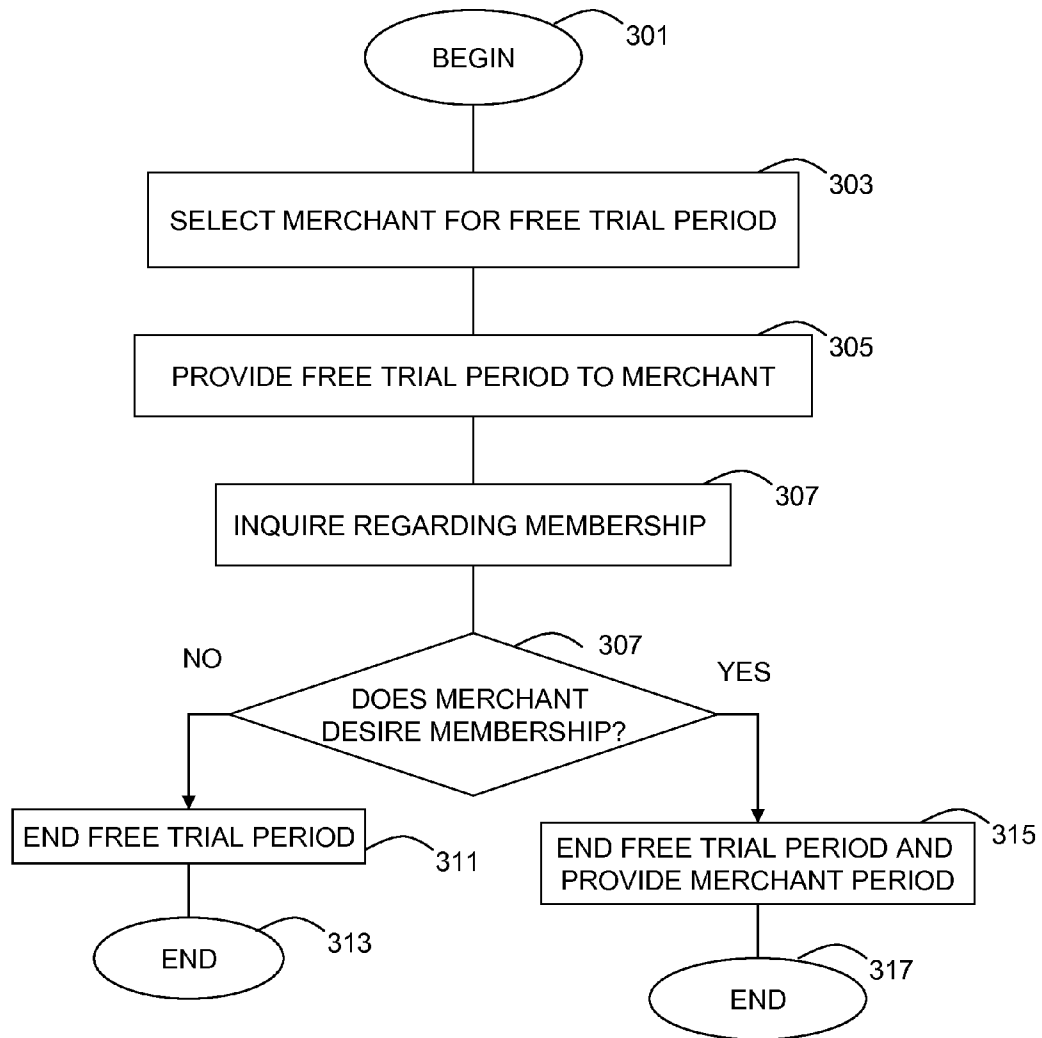 BEGIN
301
303
SELECT MERCHANT FOR FREE TRIAL PERIOD
305
PROVIDE FREE TRIAL PERIOD TO MERCHANT
307
INQUIRE REGARDING MEMBERSHIP
307
NO
YES
DOES MERCHANT
DESIRE MEMBERSHIP?
END FREE TRIAL PERIOD
311
315
END FREE TRIAL PERIOD AND
PROVIDE MERCHANT PERIOD
313
END
317
END